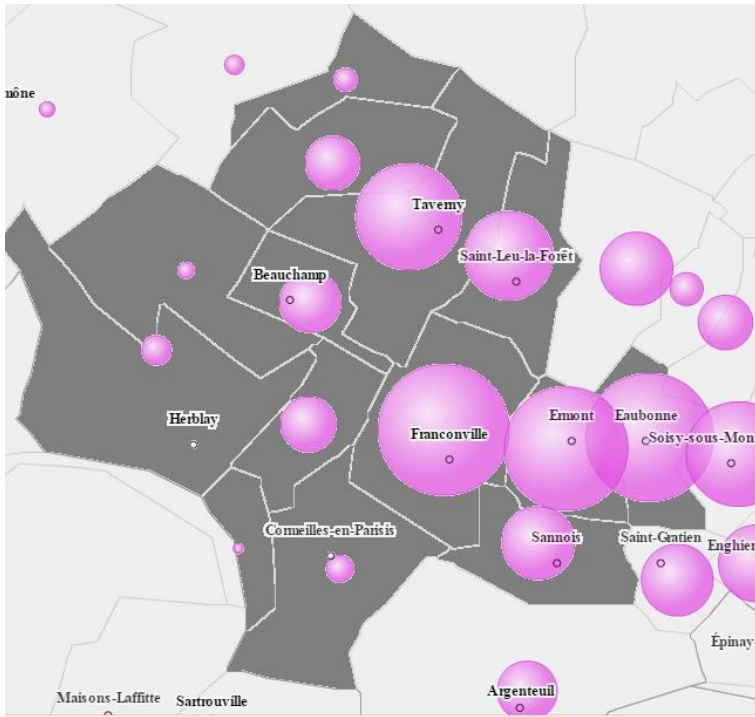 mône
Taverny
Saint-Leu-la-Forêt
Beauchamp
Herblay
Franconville
Ermont
Eaubonne
Soisy-sous-Mon
Cormeilles-en-Parisis
Sannois
Saint-Gratien
Enghien
Épinay-
Maisons-Laffitte
Sartrouville
Argenteuil